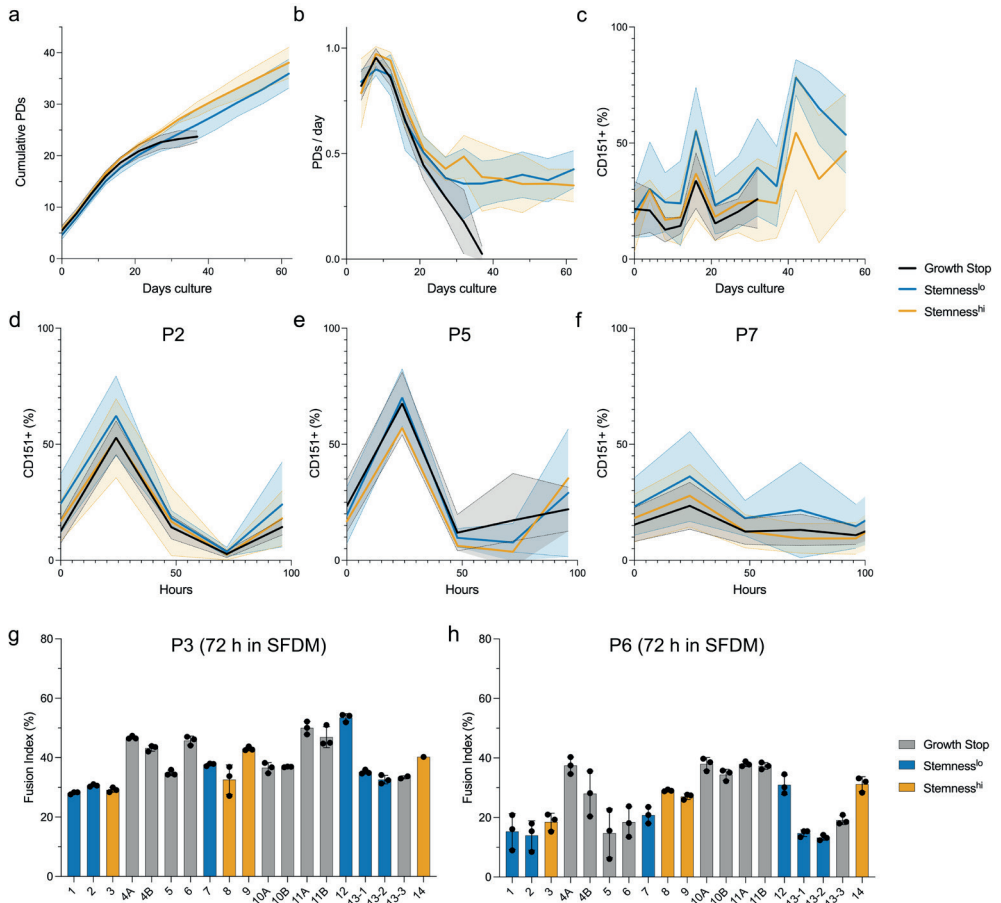 a
Cumulative PDs
40
30
20
10
0
0 20 40 60
Days culture
b
PDs / day
1.0
0.5
0.0
0 20 40 60
Days culture
c
CD151+ (%)
100
50
0
0 20 40 60
Days culture
Growth Stop
Stemness^lo
Stemness^hi
d
P2
CD151+ (%)
100
50
0
0 50 100
Hours
e
P5
CD151+ (%)
100
50
0
0 50 100
Hours
f
P7
CD151+ (%)
100
50
0
0 50 100
Hours
g
P3 (72 h in SFDM)
Fusion Index (%)
80
60
40
20
0
1 2 3 4A 4B 5 6 7 8 9 10A 10B 11A 11B 12 13-1 13-2 13-3 14
h
P6 (72 h in SFDM)
Fusion Index (%)
80
60
40
20
0
1 2 3 4A 4B 5 6 7 8 9 10A 10B 11A 11B 12 13-1 13-2 13-3 14
Growth Stop
Stemness^lo
Stemness^hi